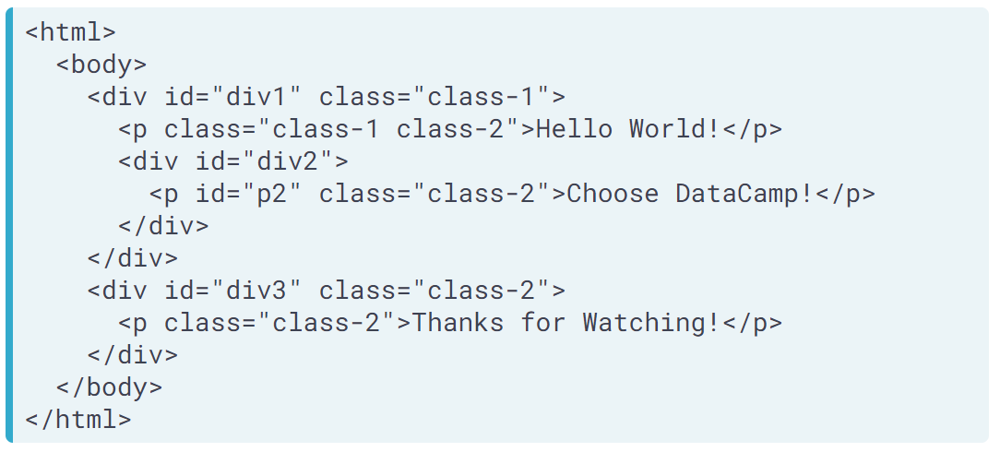 <html>
  <body>
    <div id="div1" class="class-1">
      <p class="class-1 class-2">Hello World!</p>
      <div id="div2">
        <p id="p2" class="class-2">Choose DataCamp!</p>
      </div>
    </div>
    <div id="div3" class="class-2">
      <p class="class-2">Thanks for Watching!</p>
    </div>
  </body>
</html>